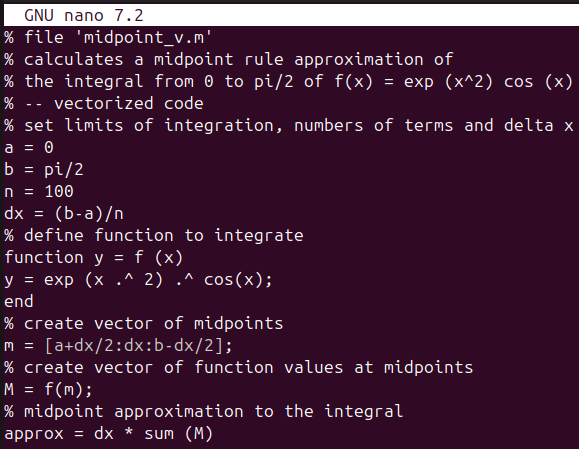 GNU nano 7.2
% file 'midpoint_v.m'
% calculates a midpoint rule approximation of
% the integral from 0 to pi/2 of f(x) = exp (x^2) cos (x)
% -- vectorized code
% set limits of integration, numbers of terms and delta x
a = 0
b = pi/2
n = 100
dx = (b-a)/n
% define function to integrate
function y = f (x)
y = exp (x .^ 2) .^ cos(x);
end
% create vector of midpoints
m = [a+dx/2:dx:b-dx/2];
% create vector of function values at midpoints
M = f(m);
% midpoint approximation to the integral
approx = dx * sum (M)